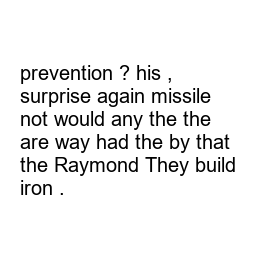 prevention ? his ,
surprise again missile
not would any the the
are way had the by that
the Raymond They build
iron .